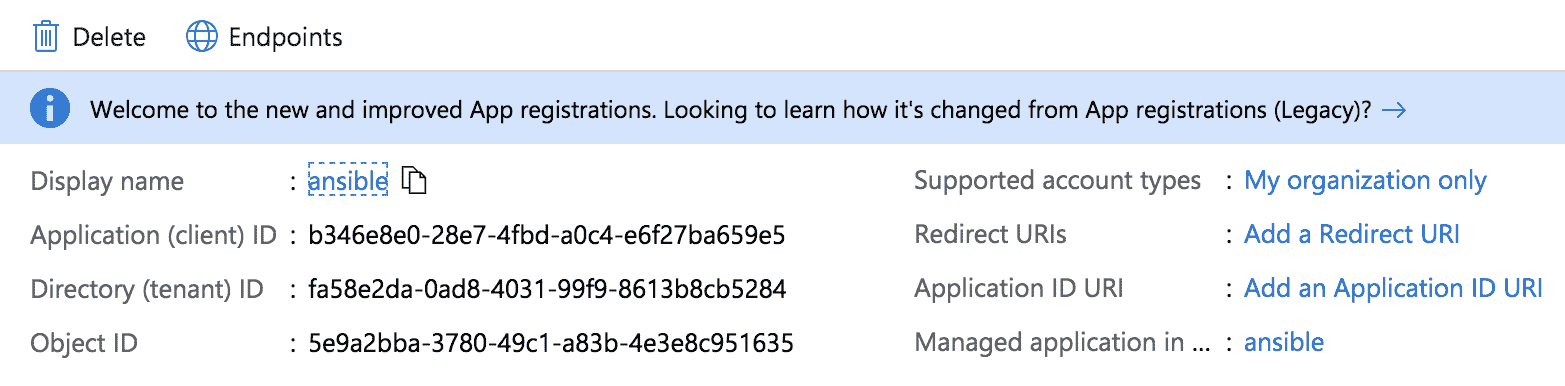 Delete Endpoints
Welcome to the new and improved App registrations. Looking to learn how it's changed from App registrations (Legacy)? →
Display name : ansible
Application (client) ID : b346e8e0-28e7-4fbd-a0c4-e6f27ba659e5
Directory (tenant) ID : fa58e2da-0ad8-4031-99f9-8613b8cb5284
Object ID : 5e9a2bba-3780-49c1-a83b-4e3e8c951635
Supported account types : My organization only
Redirect URIs : Add a Redirect URI
Application ID URI : Add an Application ID URI
Managed application in ... : ansible